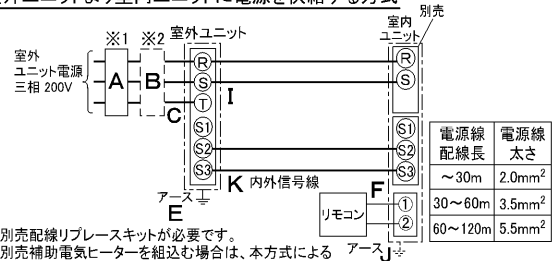 外ユニットより室内ユニットに電源を供給する方式
別売
※1 ※2 室外ユニット 室内ユニット
室外
ユニット電源
三相 200V
A B
R
S
T
S1
S2
S3
C
I
R
S
S1
S2
S3
K 内外信号線
アース
E
F
リモコン
①
②
アース
J
電源線配線長 電源線太さ
～30m 2.0mm²
30～60m 3.5mm²
60～120m 5.5mm²
別売配線リプレースキットが必要です。
別売補助電気ヒーターを組込む場合は、本方式による